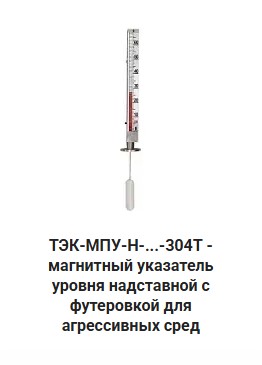 ТЭК-МПУ-Н-...-304Т -
магнитный указатель
уровня надставной с
футеровкой для
агрессивных сред